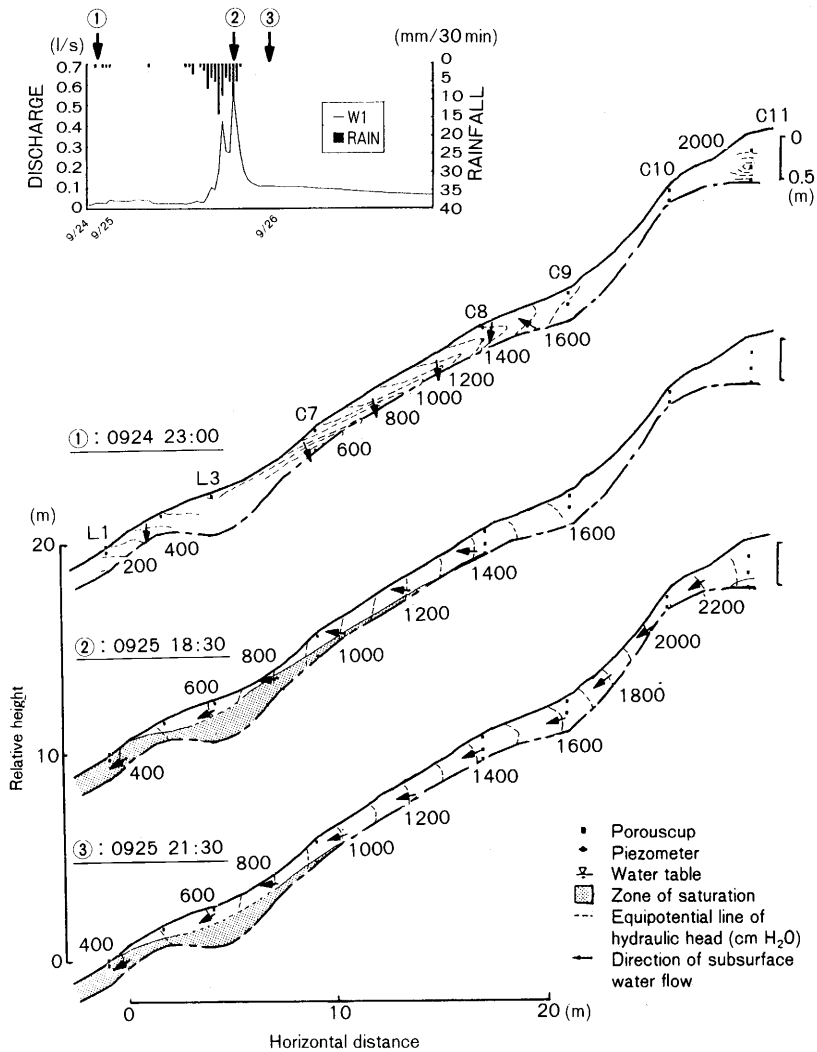 ① ② ③
(l/s) (mm/30 min)
0.7 0
0.6 5
0.5 10
0.4 15
0.3 20
0.2 25
0.1 30
0 35
40
DISCHARGE
RAINFALL
W1
RAIN
9/24 9/25 9/26
C11
2000 0
C10
0.5
(m)
C9
C8
1600
1400
1200
1000
C7
800
600
①: 0924 23:00
L3
(m)
L1
400
20
200
1600
1400
1200
②: 0925 18:30
1000
800
600
2200
2000
10
400
1800
1600
1400
1200
③: 0925 21:30
1000
800
600
400
0
Relative height
Porouscup
Piezometer
Water table
Zone of saturation
Equipotential line of
hydraulic head (cm H₂O)
Direction of subsurface
water flow
0 10 20 (m)
Horizontal distance